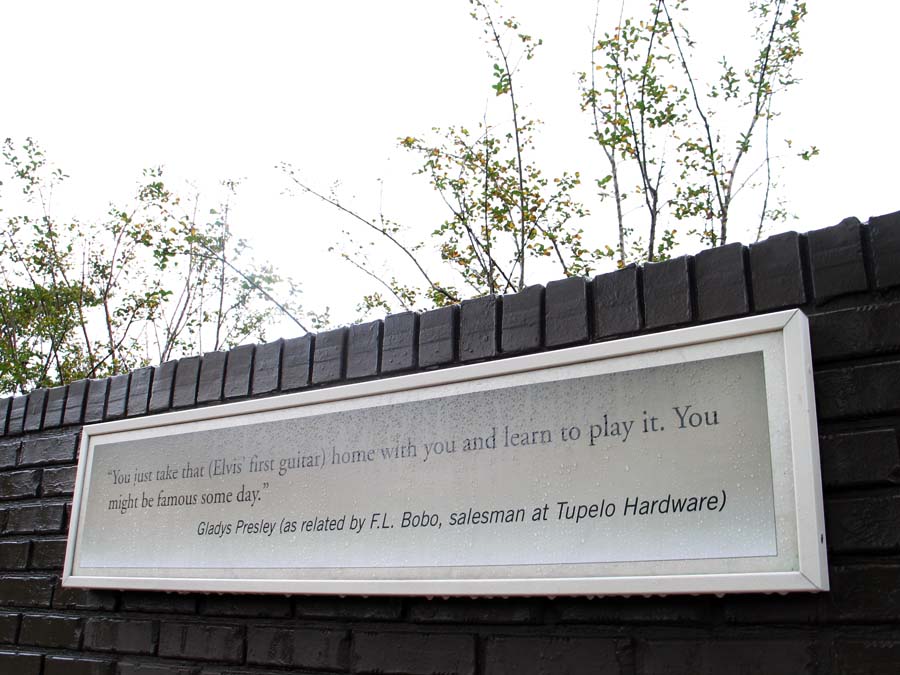 “You just take that (Elvis’ first guitar) home with you and learn to play it. You
might be famous some day.”
Gladys Presley (as related by F.L. Bobo, salesman at Tupelo Hardware)